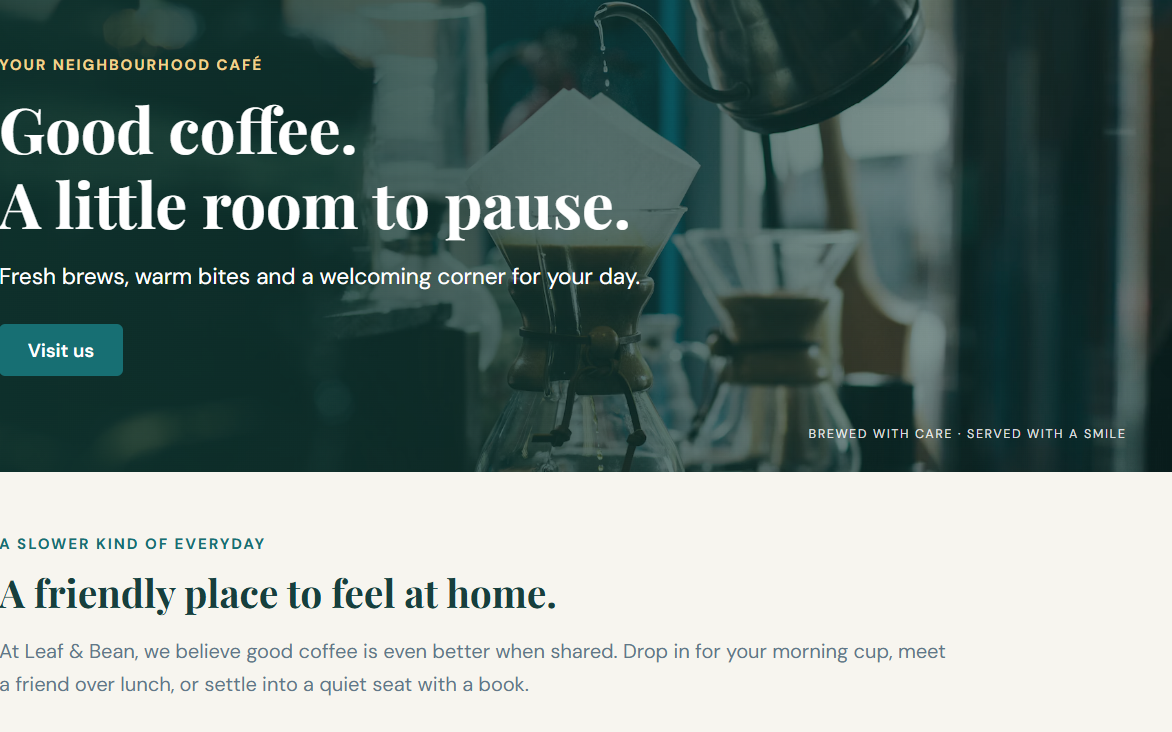 YOUR NEIGHBOURHOOD CAFÉ
Good coffee.
A little room to pause.
Fresh brews, warm bites and a welcoming corner for your day.
Visit us
BREWED WITH CARE · SERVED WITH A SMILE
A SLOWER KIND OF EVERYDAY
A friendly place to feel at home.
At Leaf & Bean, we believe good coffee is even better when shared. Drop in for your morning cup, meet
a friend over lunch, or settle into a quiet seat with a book.